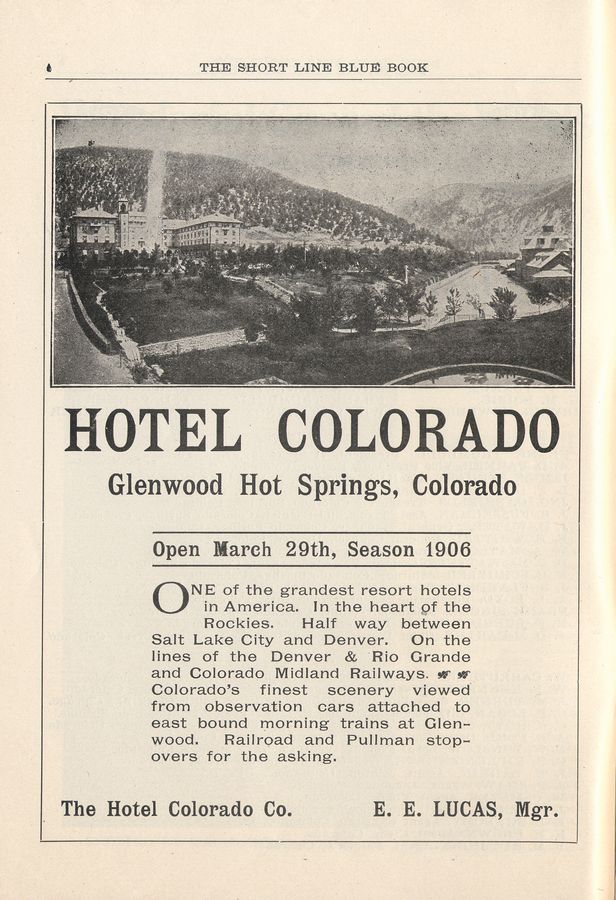 THE SHORT LINE BLUE BOOK
HOTEL COLORADO
Glenwood Hot Springs, Colorado
Open March 29th, Season 1906
ONE of the grandest resort hotels
in America. In the heart of the
Rockies. Half way between
Salt Lake City and Denver. On the
lines of the Denver & Rio Grande
and Colorado Midland Railways.
Colorado's finest scenery viewed
from observation cars attached to
east bound morning trains at Glen-
wood. Railroad and Pullman stop-
overs for the asking.
The Hotel Colorado Co. E. E. LUCAS, Mgr.